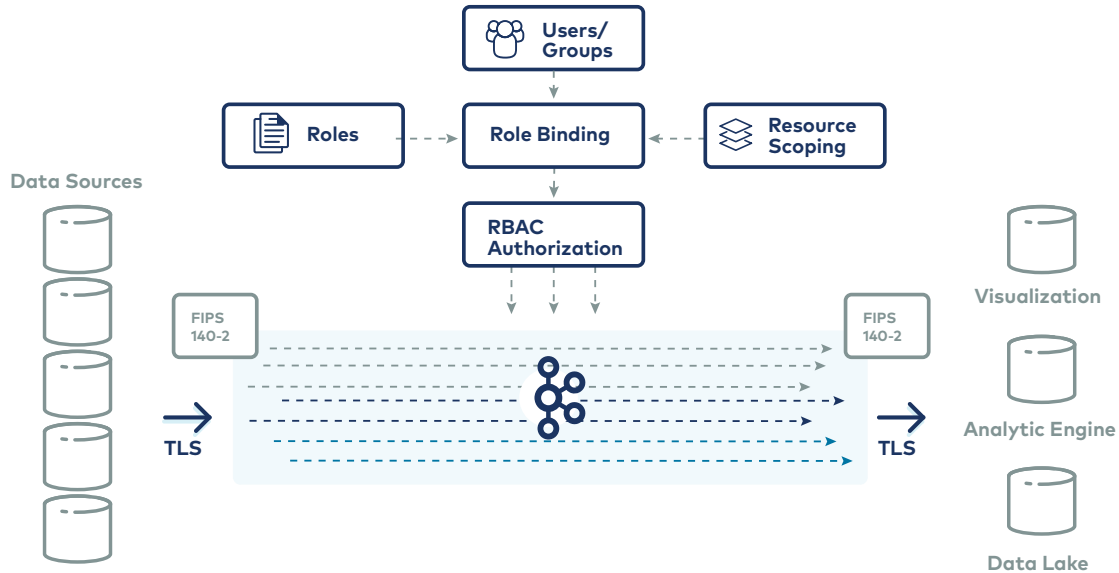 Users/
Groups
Roles
Role Binding
Resource
Scoping
Data Sources
RBAC
Authorization
FIPS
140-2
FIPS
140-2
Visualization
TLS
TLS
Analytic Engine
Data Lake